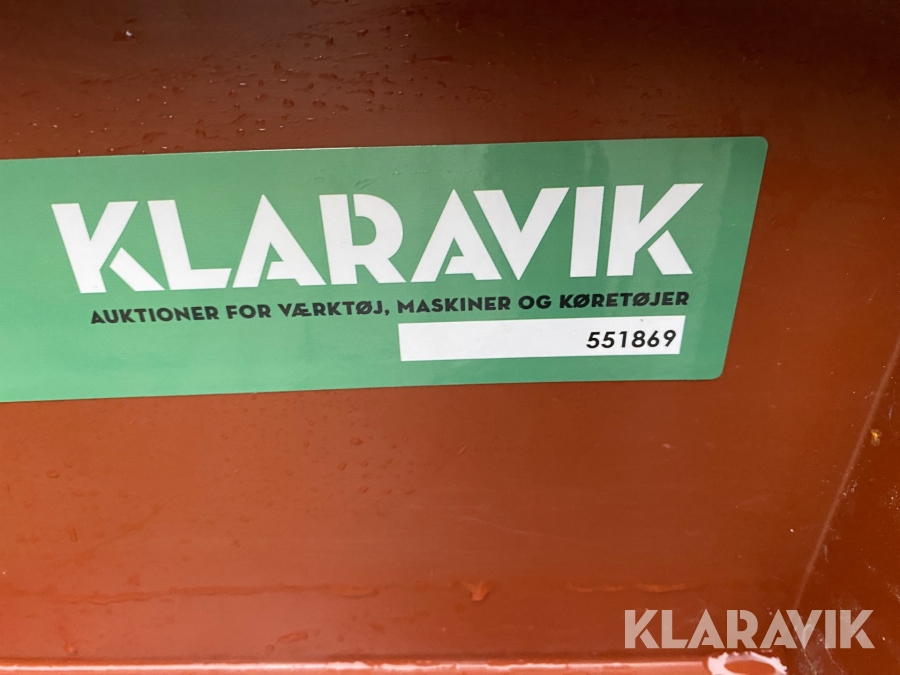 KLARAVIK
AUKTIONER FOR VÆRKTØJ, MASKINER OG KØRETØJER
551869
KLARAVIK